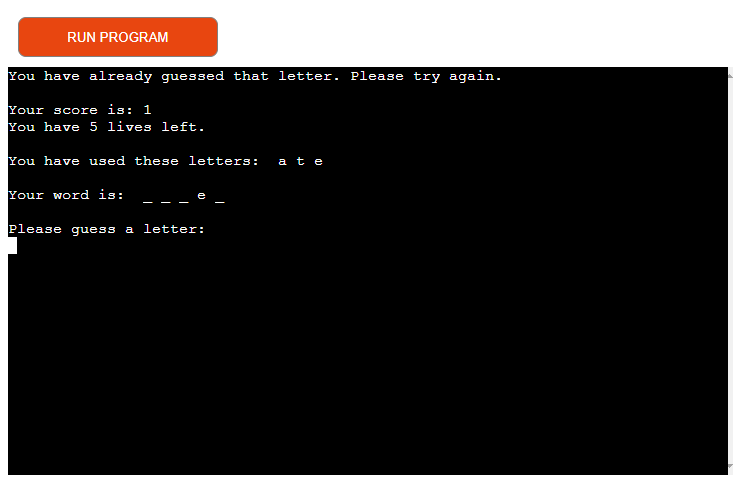 RUN PROGRAM
You have already guessed that letter. Please try again.
Your score is: 1
You have 5 lives left.
You have used these letters:  a t e
Your word is:  _ _ _ e _
Please guess a letter: